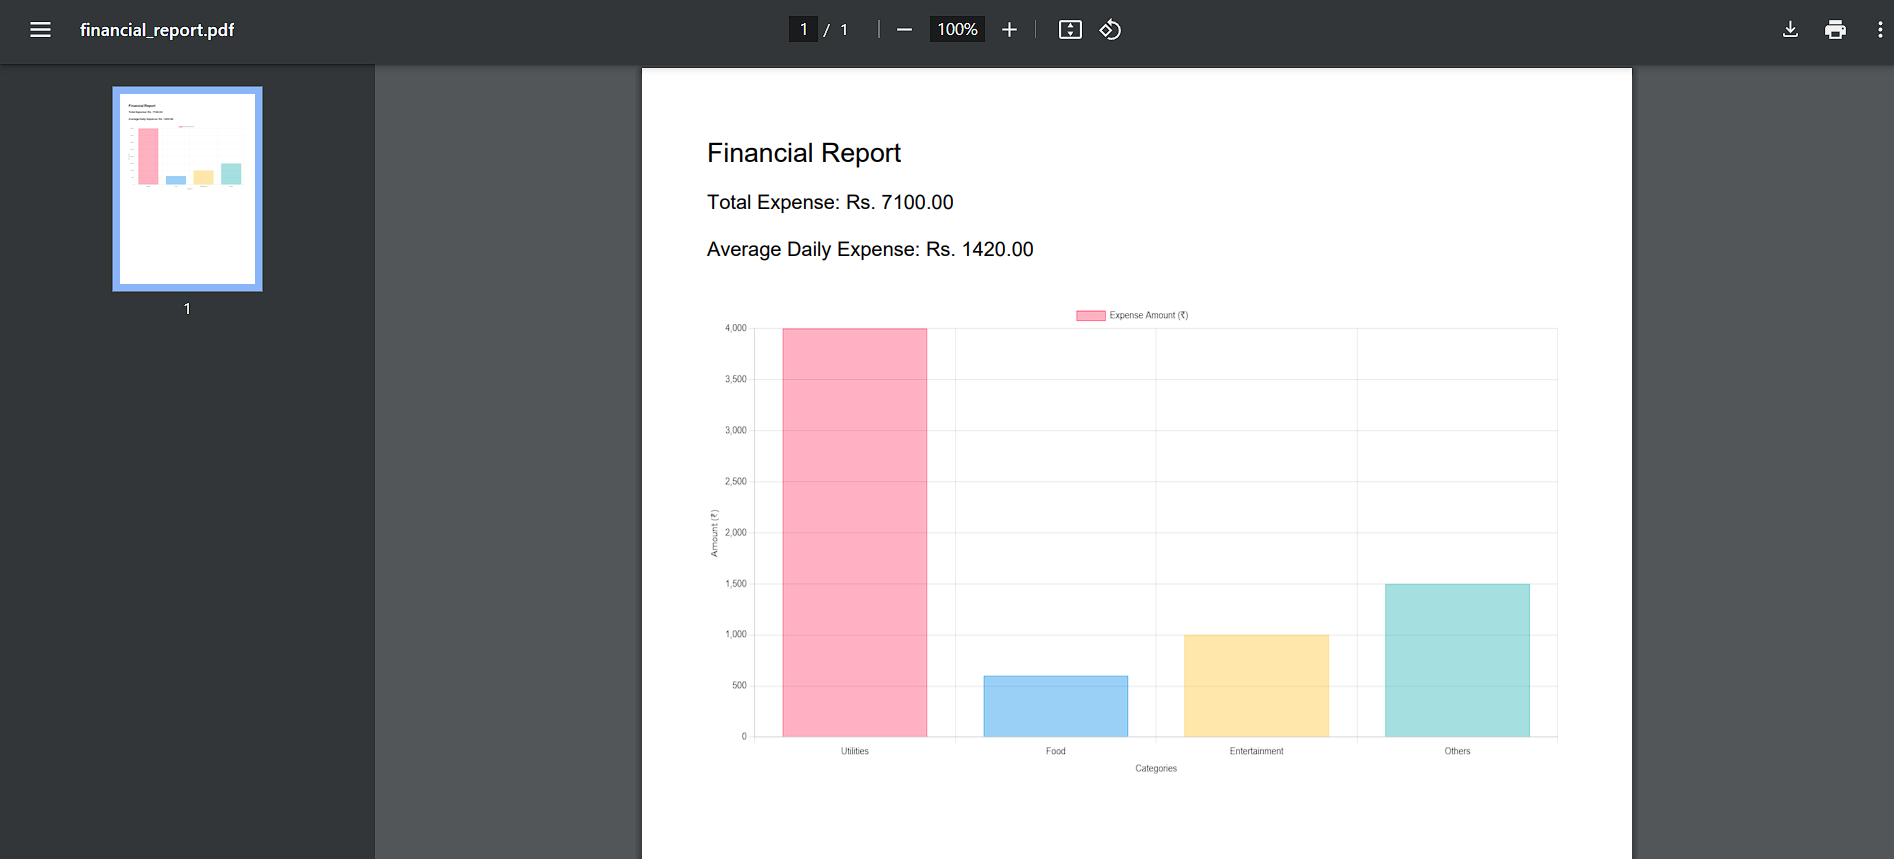 financial_report.pdf
1 / 1
100%
Financial Report
1
Financial Report
Total Expense: Rs. 7100.00
Average Daily Expense: Rs. 1420.00
Expense Amount (₹)
4,000
3,500
3,000
2,500
2,000
1,500
1,000
500
0
Amount (₹)
Utilities Food Entertainment Others
Categories